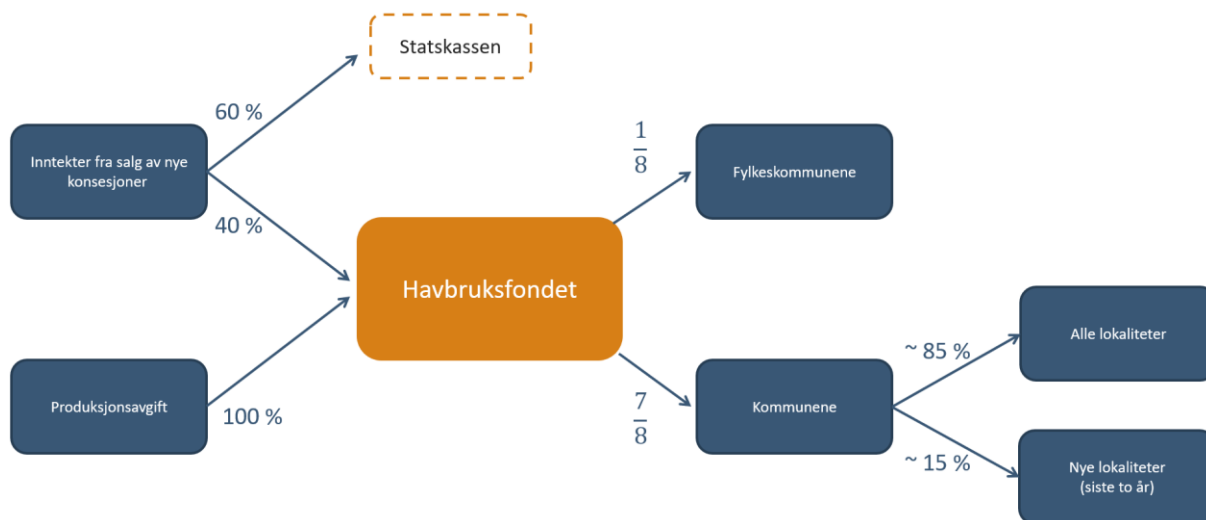 Statskassen
60 %
Inntekter fra salg av nye
konsesjoner
40 %
1
8
Fylkeskommunene
Havbruksfondet
Produksjonsavgift
100 %
7
8
Kommunene
~ 85 %
Alle lokaliteter
~ 15 %
Nye lokaliteter
(siste to år)